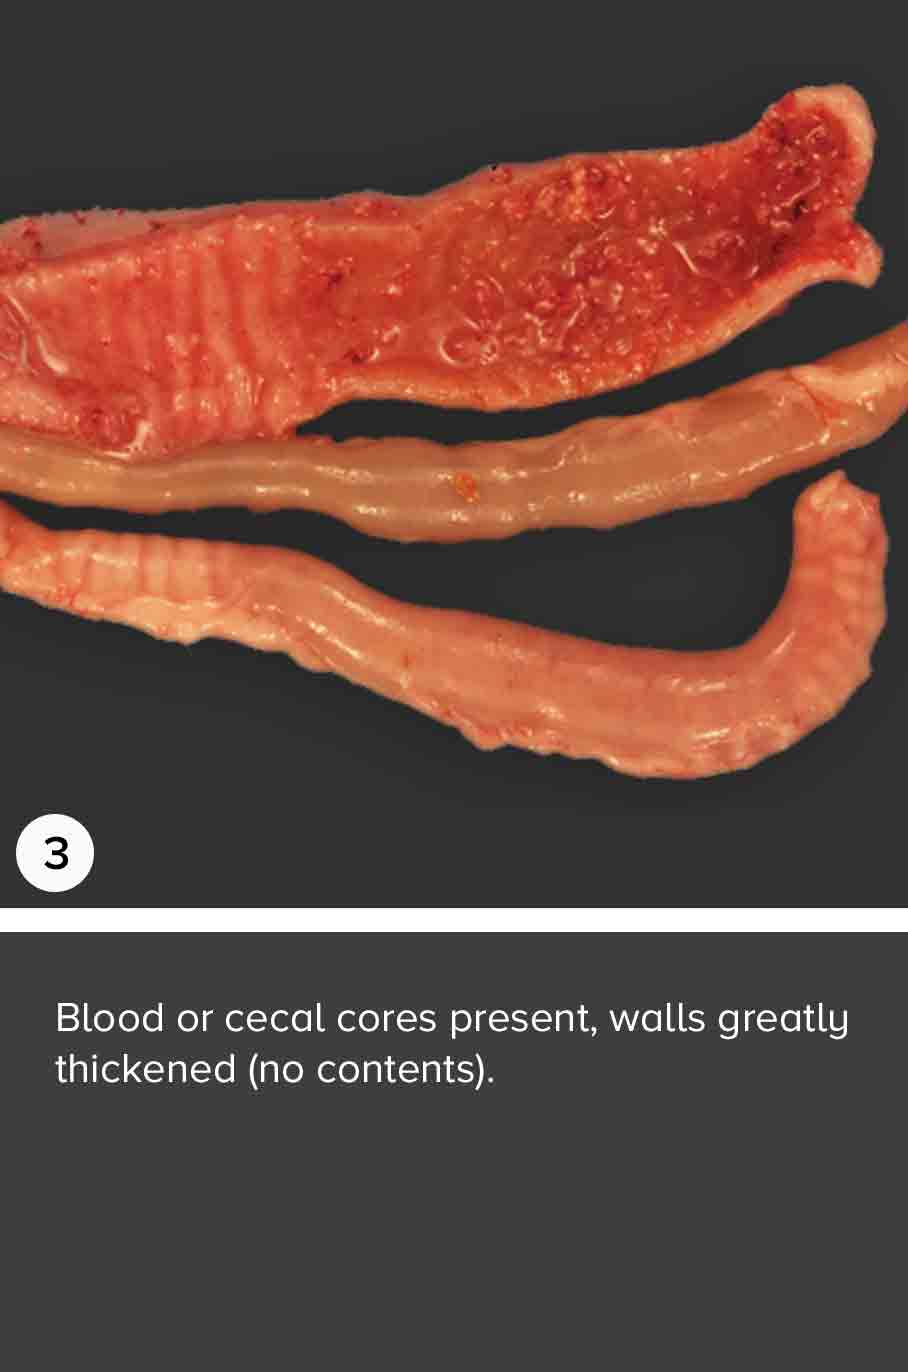 3
Blood or cecal cores present, walls greatly
thickened (no contents).